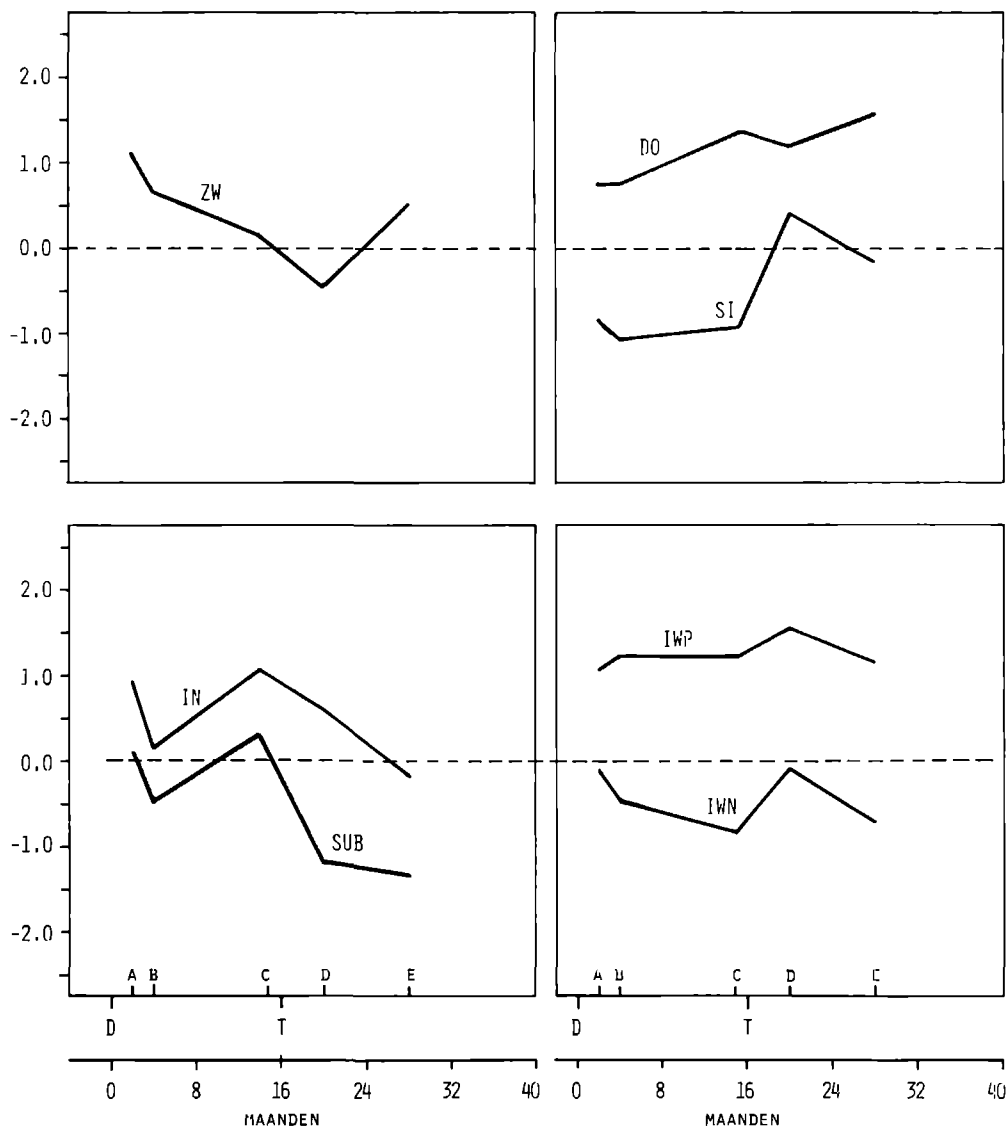 2.0
1.0
0.0
-1.0
-2.0
ZW
DO
SI
2.0
1.0
0.0
-1.0
-2.0
IN
SUB
IWP
IWN
A B C D E
A B C D E
D T
D T
0 8 16 24 32 40
0 8 16 24 32 40
MAANDEN
MAANDEN